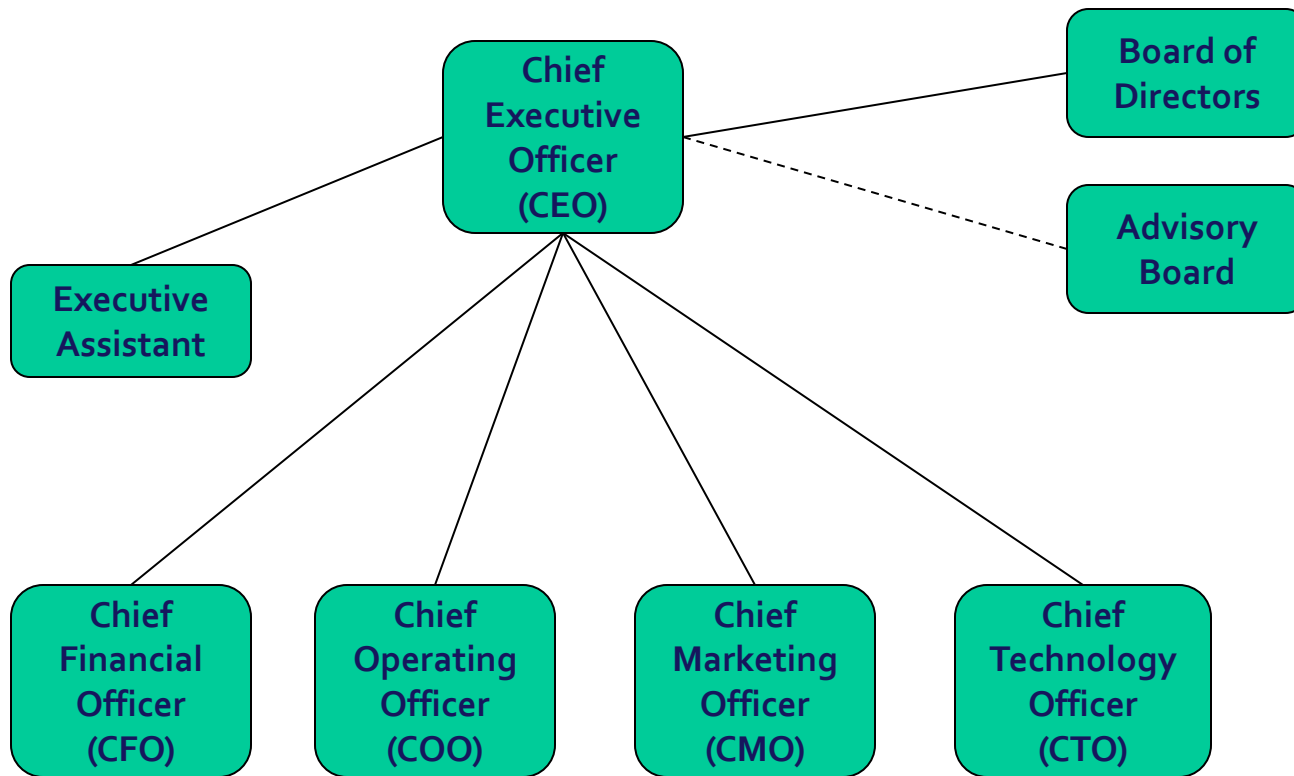 Chief
Executive
Officer
(CEO)
Board of
Directors
Advisory
Board
Executive
Assistant
Chief
Financial
Officer
(CFO)
Chief
Operating
Officer
(COO)
Chief
Marketing
Officer
(CMO)
Chief
Technology
Officer
(CTO)